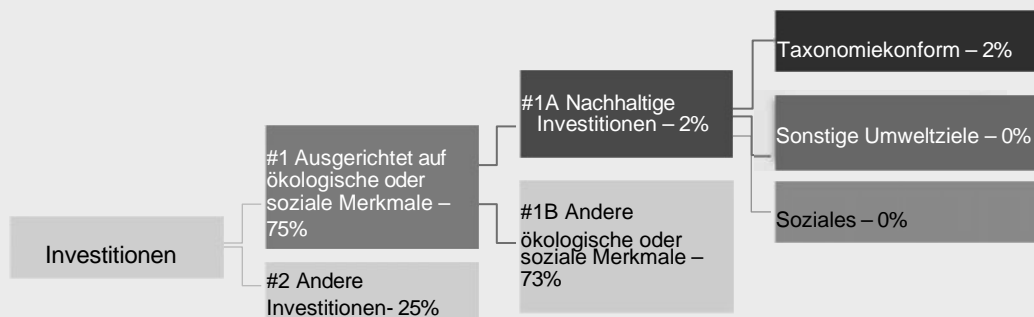 Investitionen
#1 Ausgerichtet auf
ökologische oder
soziale Merkmale –
75%
#2 Andere
Investitionen- 25%
#1A Nachhaltige
Investitionen – 2%
#1B Andere
ökologische oder
soziale Merkmale –
73%
Taxonomiekonform – 2%
Sonstige Umweltziele – 0%
Soziales – 0%